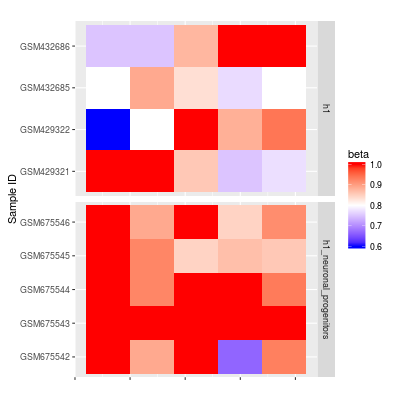 GSM432686
GSM432685
GSM429322
GSM429321
h1
GSM675546
GSM675545
GSM675544
GSM675543
GSM675542
h1_neuronal_progenitors
Sample ID
beta
1.0
0.9
0.8
0.7
0.6